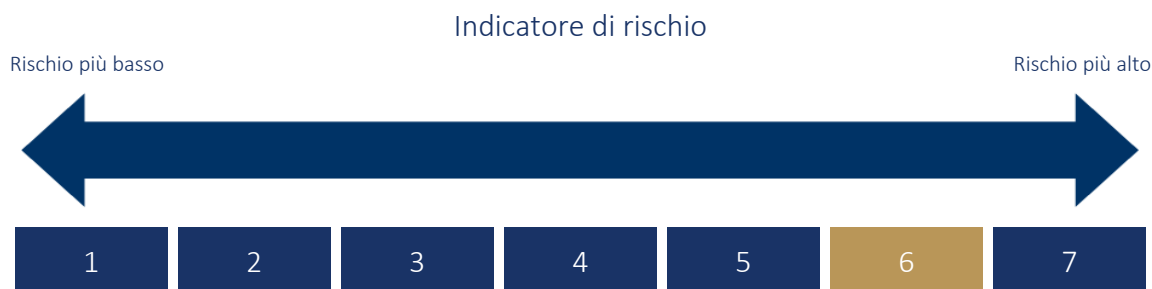 Indicatore di rischio
Rischio più basso Rischio più alto
1 2 3 4 5 6 7